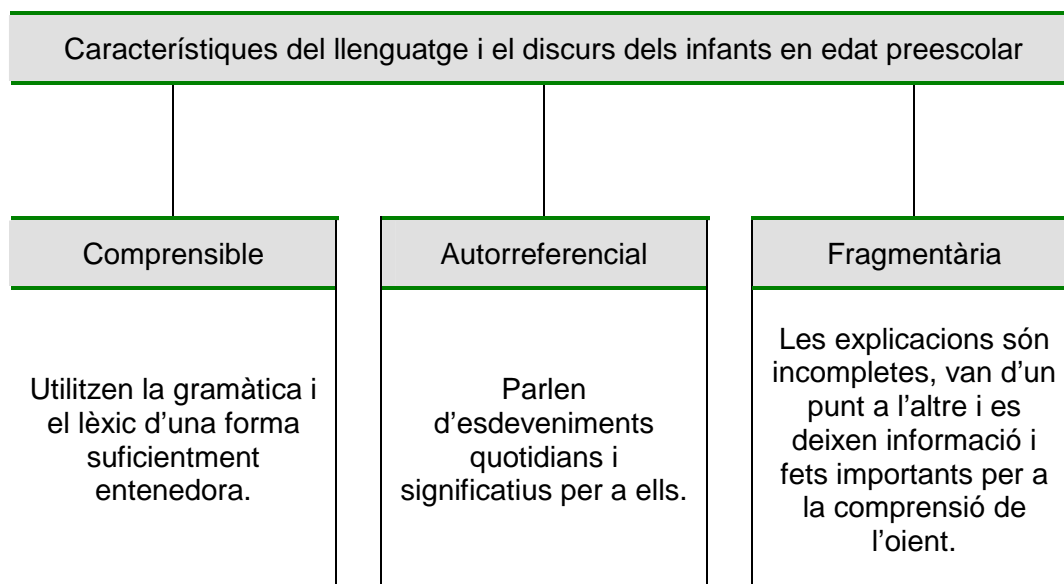 Característiques del llenguatge i el discurs dels infants en edat preescolar
Comprensible
Utilitzen la gramàtica i
el lèxic d’una forma
suficientment
entenedora.
Autorreferencial
Parlen
d’esdeveniments
quotidians i
significatius per a ells.
Fragmentària
Les explicacions són
incompletes, van d’un
punt a l’altre i es
deixen informació i
fets importants per a
la comprensió de
l’oient.